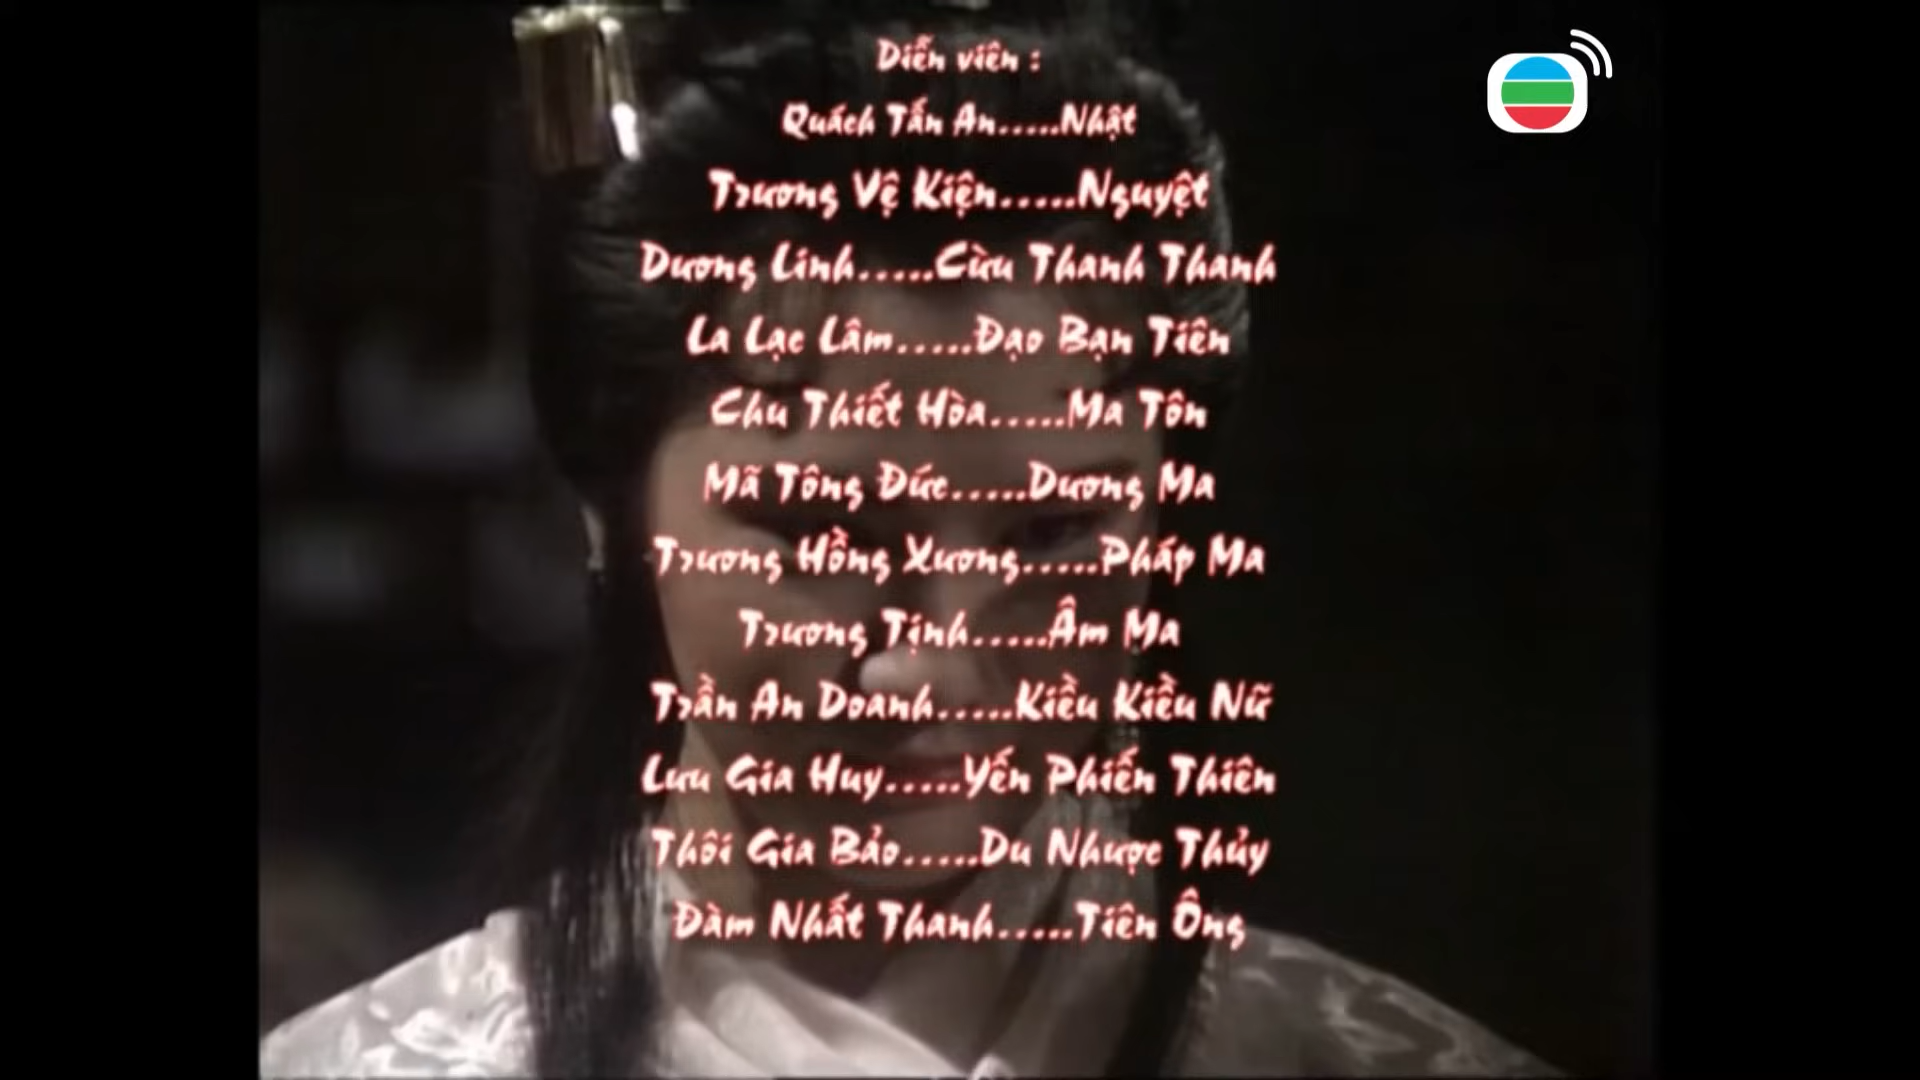 Diễn viên :
Quách Tấn An.....Nhật
Trương Vệ Kiện.....Nguyệt
Dương Linh.....Cừu Thanh Thanh
La Lạc Lâm.....Đạo Bạn Tiên
Chu Thiết Hòa.....Ma Tôn
Mã Tông Đức.....Dương Ma
Trương Hồng Xương.....Pháp Ma
Trương Tịnh.....Âm Ma
Trần An Doanh.....Kiều Kiều Nữ
Lưu Gia Huy.....Yến Phiến Thiên
Thôi Gia Bảo.....Du Nhược Thủy
Đàm Nhất Thanh.....Tiên Ông